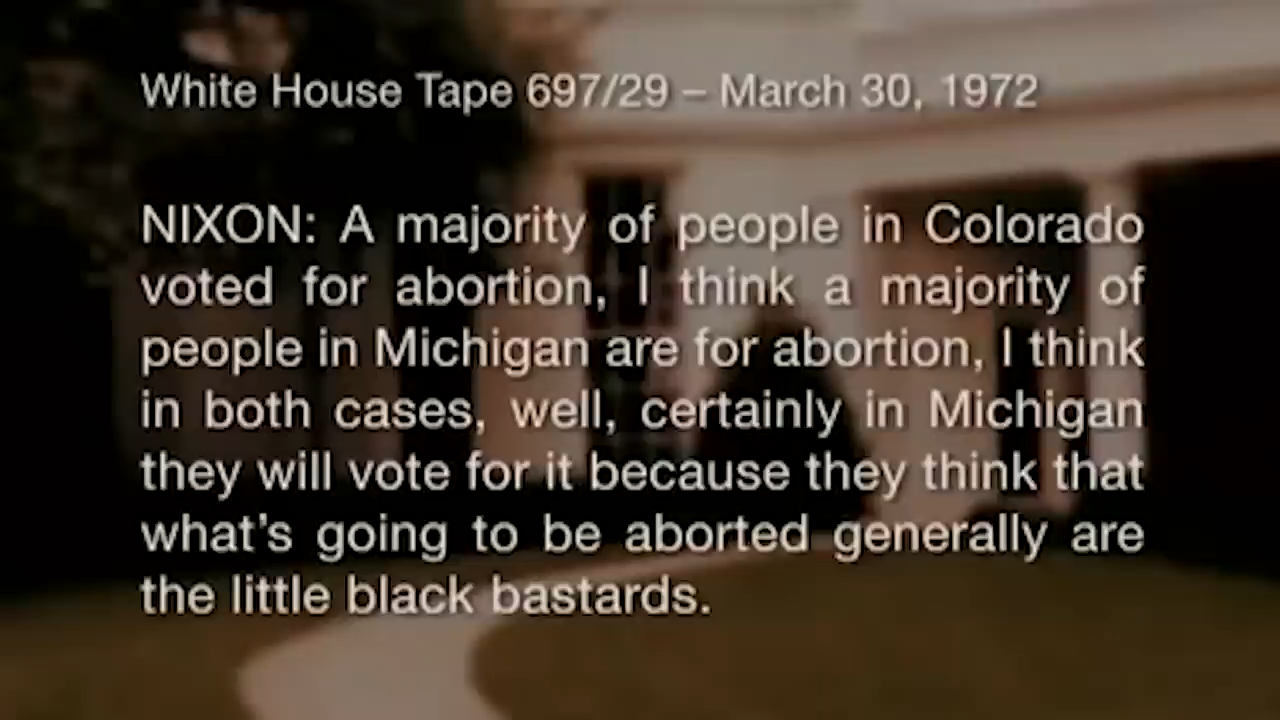 White House Tape 697/29 – March 30, 1972
NIXON: A majority of people in Colorado
voted for abortion, I think a majority of
people in Michigan are for abortion, I think
in both cases, well, certainly in Michigan
they will vote for it because they think that
what's going to be aborted generally are
the little black bastards.